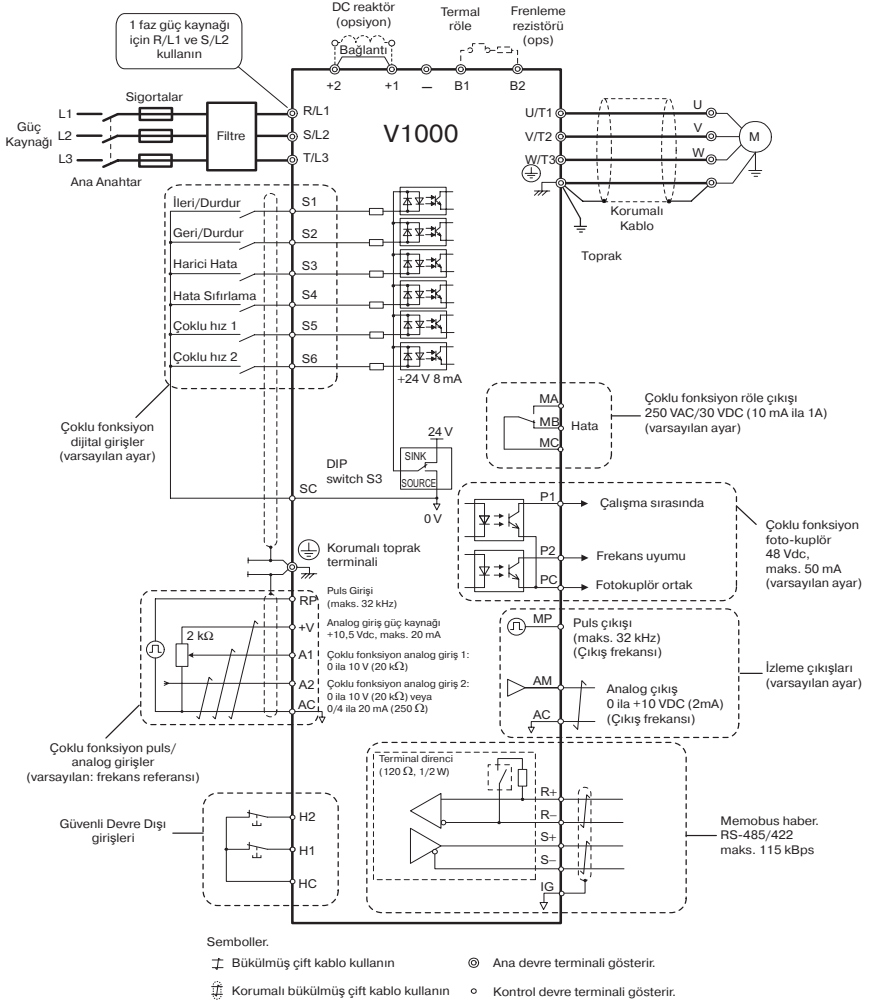 DC reaktör
(opsiyon)
Termal
röle
Frenleme
rezistörü
(ops)
1 faz güç kaynağı
için R/L1 ve S/L2
kullanın
Bağlantı
+2
+1
–
B1
B2
Sigortalar
Güç
Kaynağı
L1
L2
L3
Filtre
R/L1
S/L2
T/L3
Ana Anahtar
V1000
U/T1
V/T2
W/T3
U
V
W
M
Korumalı
Kablo
Toprak
İleri/Durdur
S1
Geri/Durdur
S2
Harici Hata
S3
Hata Sıfırlama
S4
Çoklu hız 1
S5
Çoklu hız 2
S6
+24 V 8 mA
Çoklu fonksiyon
dijital girişler
(varsayılan ayar)
24 V
SINK
SOURCE
0 V
DIP
switch S3
SC
MA
MB
MC
Hata
Çoklu fonksiyon röle çıkışı
250 VAC/30 VDC (10 mA ila 1A)
(varsayılan ayar)
P1
Çalışma sırasında
P2
Frekans uyumu
PC
Fotokuplör ortak
Çoklu fonksiyon
foto-kuplör
48 Vdc,
maks. 50 mA
(varsayılan ayar)
Korumalı toprak
terminali
RP
Puls Girişi
(maks. 32 kHz)
+V
Analog giriş güç kaynağı
+10,5 Vdc, maks. 20 mA
2 kΩ
A1
Çoklu fonksiyon analog giriş 1:
0 ila 10 V (20 kΩ)
A2
Çoklu fonksiyon analog giriş 2:
0 ila 10 V (20 kΩ) veya
0/4 ila 20 mA (250 Ω)
AC
Çoklu fonksiyon puls/
analog girişler
(varsayılan: frekans referansı)
MP
Puls çıkışı
(maks. 32 kHz)
(Çıkış frekansı)
AM
Analog çıkış
0 ila +10 VDC (2mA)
(Çıkış frekansı)
AC
İzleme çıkışları
(varsayılan ayar)
Güvenli Devre Dışı
girişleri
H2
H1
HC
Terminal direnci
(120 Ω, 1/2 W)
R+
R–
S+
S–
IG
Memobus haber.
RS-485/422
maks. 115 kBps
Semboller.
Bükülmüş çift kablo kullanın
Ana devre terminali gösterir.
Korumalı bükülmüş çift kablo kullanın
Kontrol devre terminali gösterir.